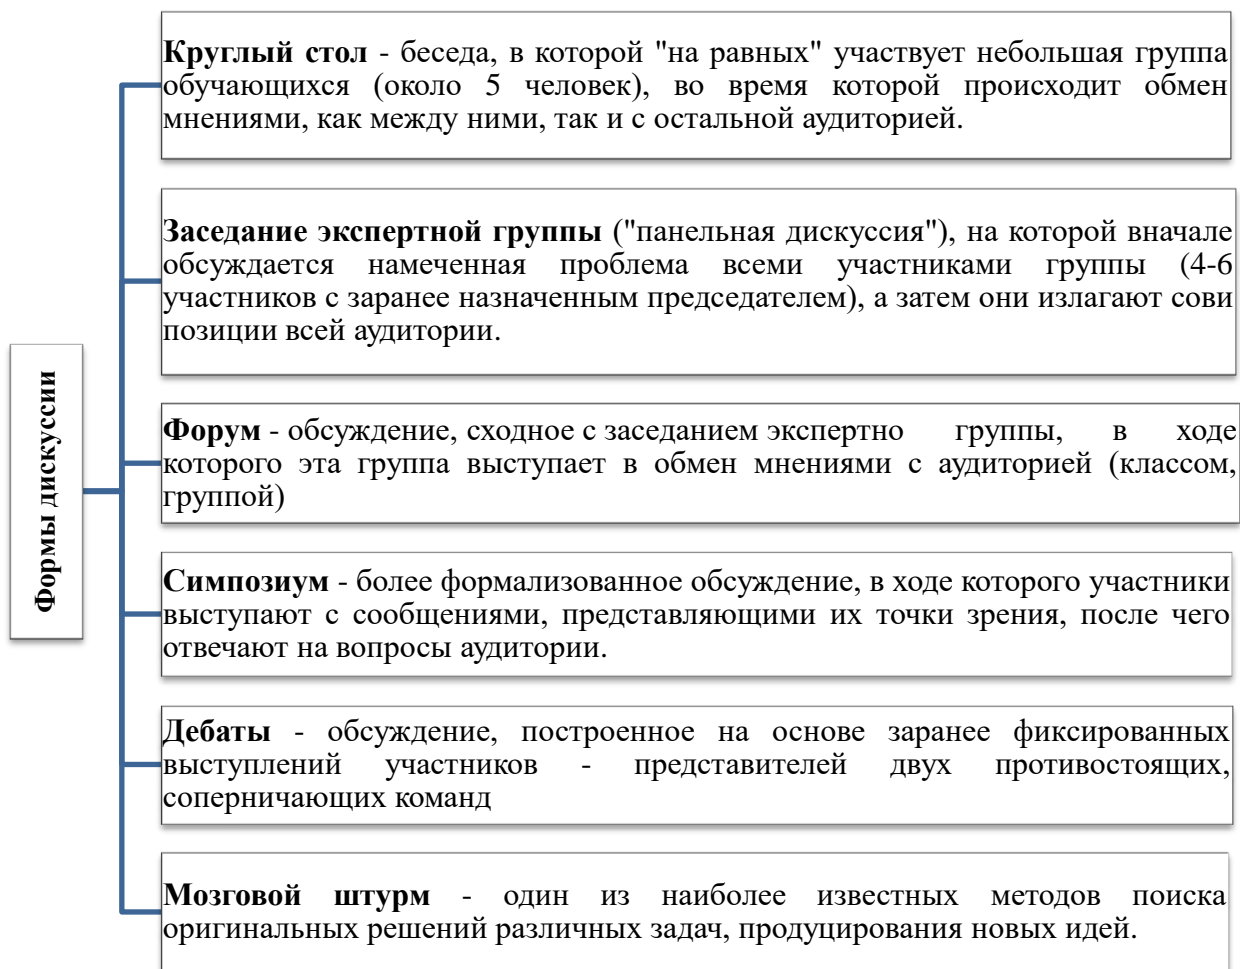 Формы дискуссии
Круглый стол - беседа, в которой "на равных" участвует небольшая группа
обучающихся (около 5 человек), во время которой происходит обмен
мнениями, как между ними, так и с остальной аудиторией.
Заседание экспертной группы ("панельная дискуссия"), на которой вначале
обсуждается намеченная проблема всеми участниками группы (4-6
участников с заранее назначенным председателем), а затем они излагают сови
позиции всей аудитории.
Форум - обсуждение, сходное с заседанием экспертно группы, в ходе
которого эта группа выступает в обмен мнениями с аудиторией (классом,
группой)
Симпозиум - более формализованное обсуждение, в ходе которого участники
выступают с сообщениями, представляющими их точки зрения, после чего
отвечают на вопросы аудитории.
Дебаты - обсуждение, построенное на основе заранее фиксированных
выступлений участников - представителей двух противостоящих,
соперничающих команд
Мозговой штурм - один из наиболее известных методов поиска
оригинальных решений различных задач, продуцирования новых идей.